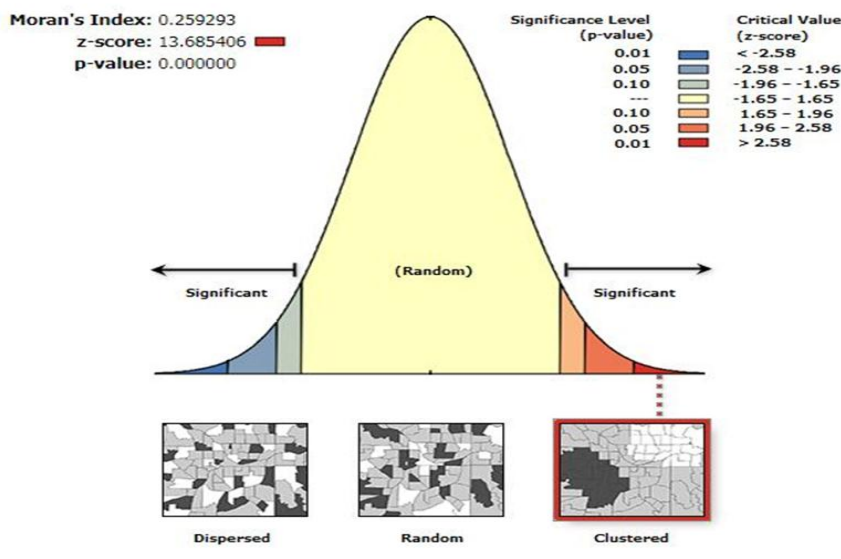 Moran's Index: 0.259293
z-score: 13.685406
p-value: 0.000000
Significance Level
(p-value)
Critical Value
(z-score)
0.01 < -2.58
0.05 -2.58 – -1.96
0.10 -1.96 – -1.65
--- -1.65 – 1.65
0.10 1.65 – 1.96
0.05 1.96 – 2.58
0.01 > 2.58
(Random)
Significant Significant
Dispersed Random Clustered